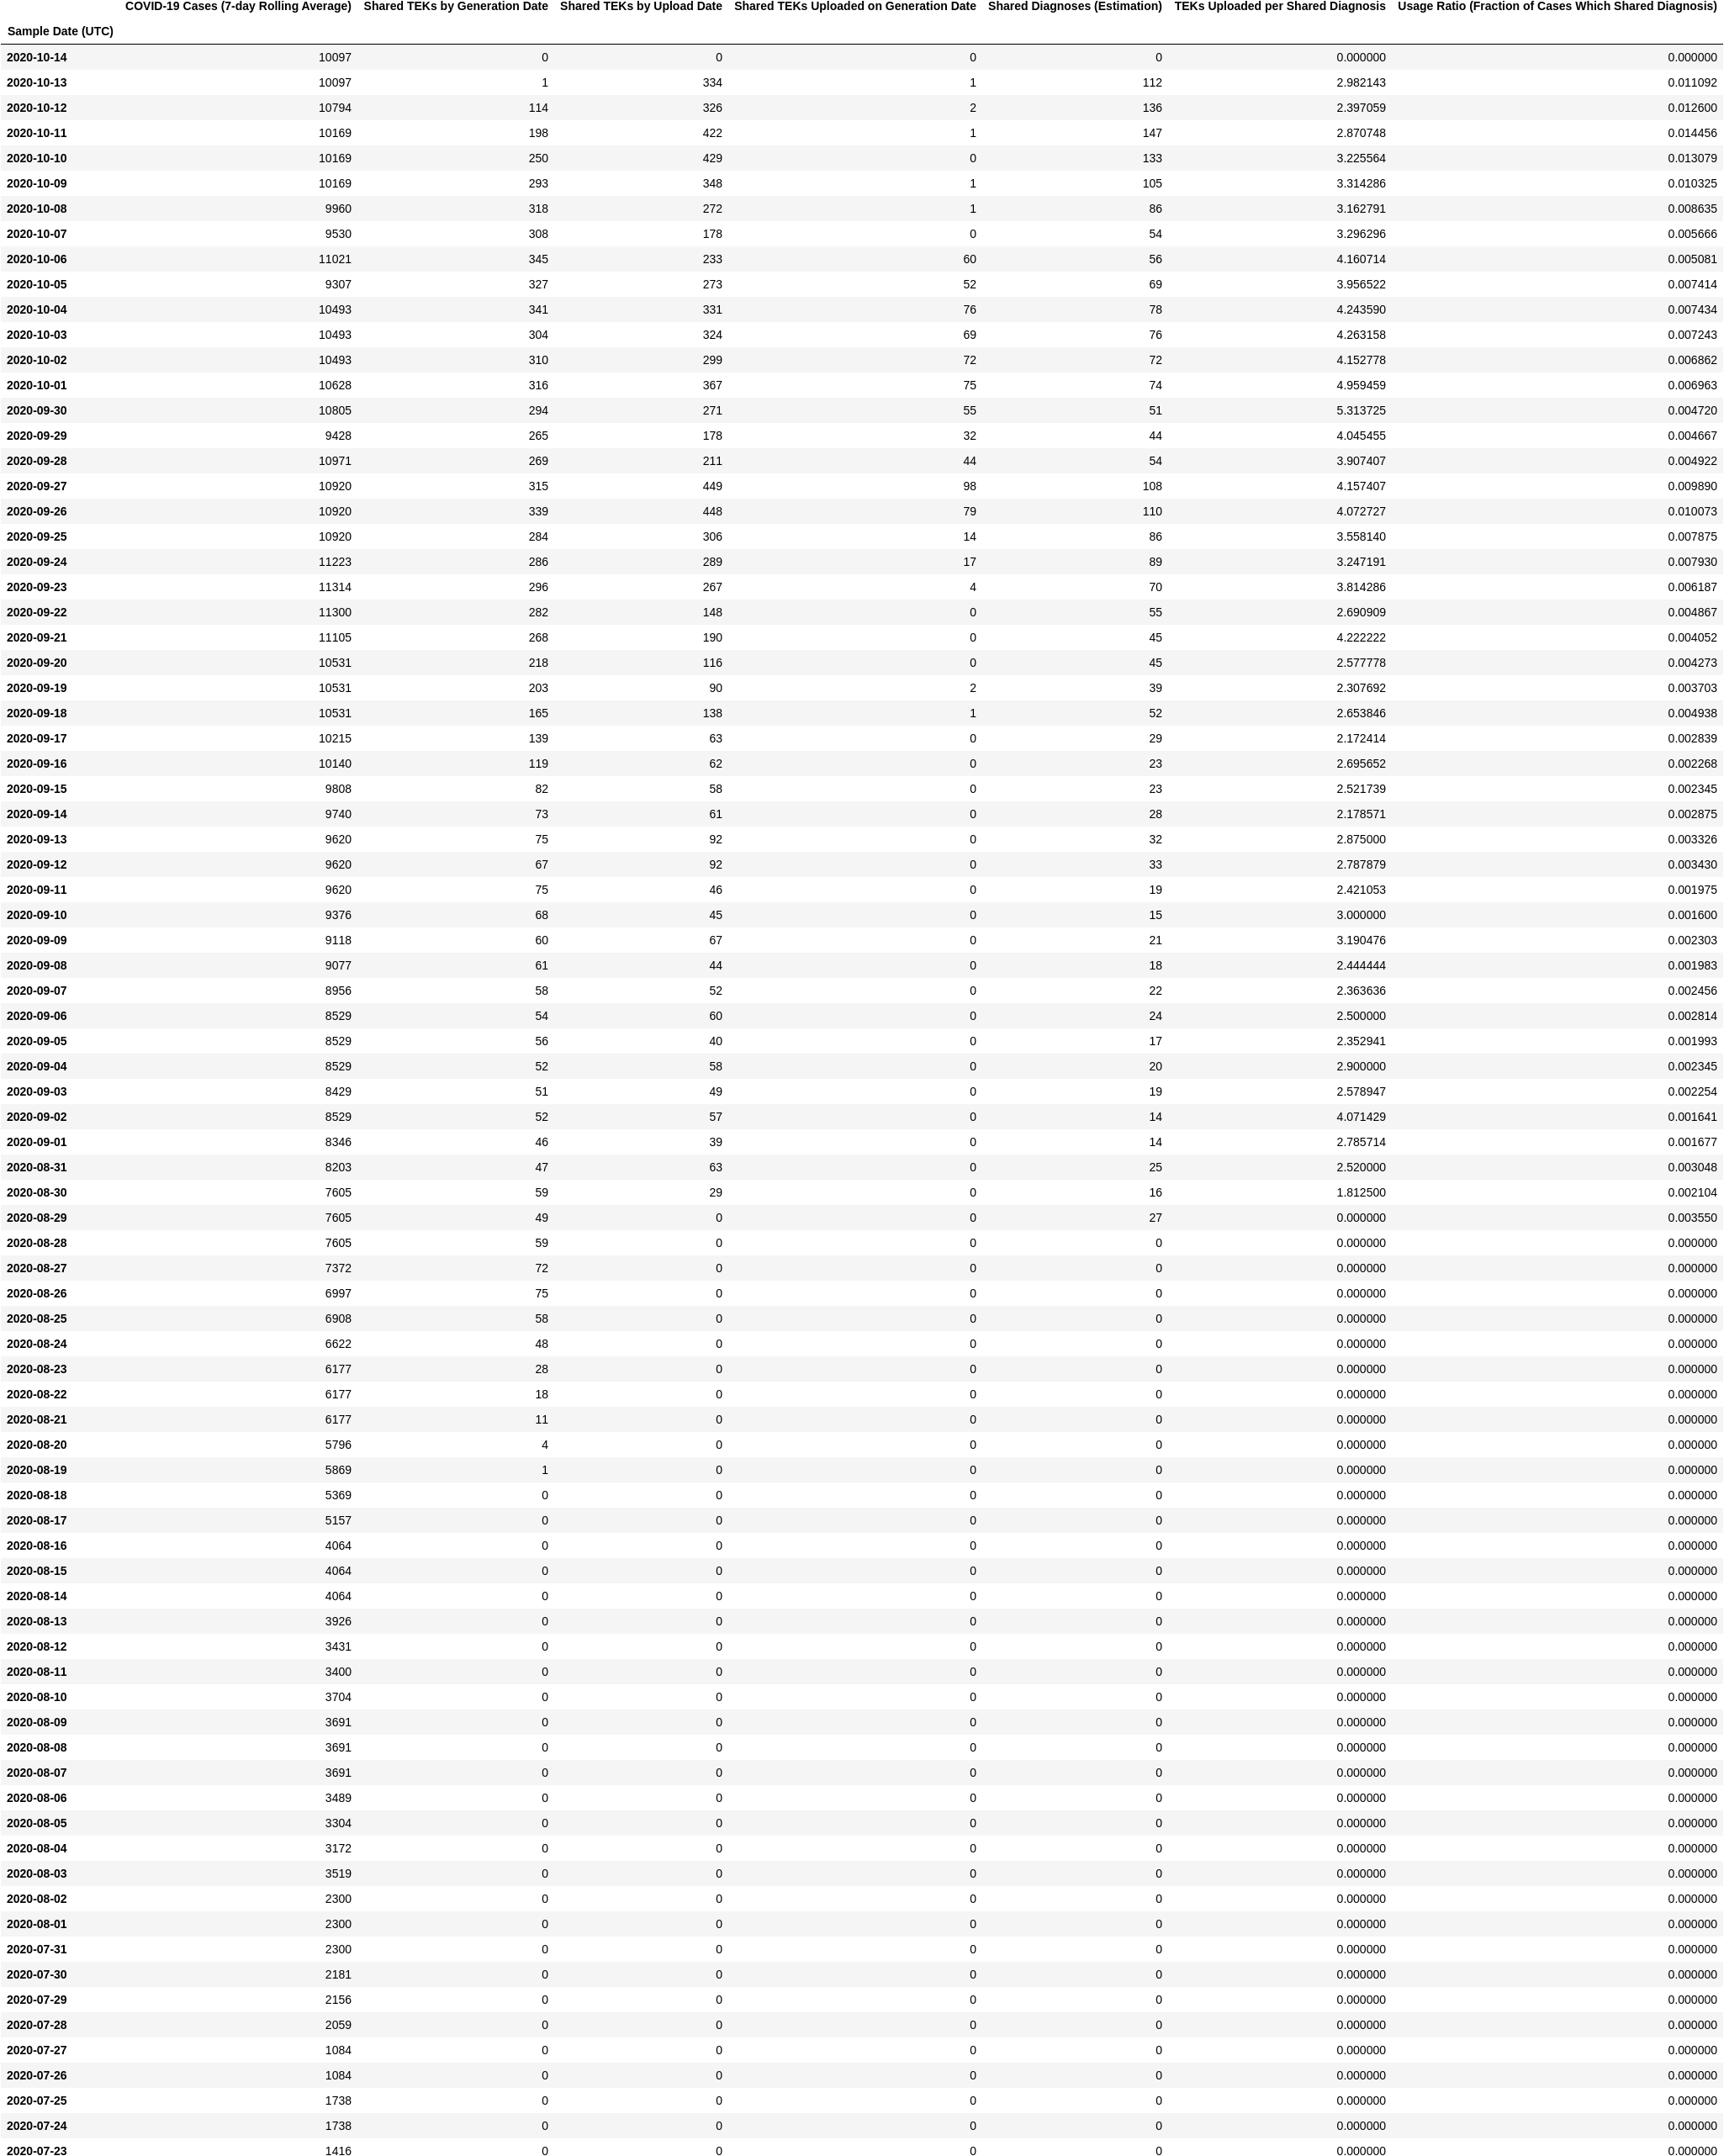 COVID-19 Cases (7-day Rolling Average) Shared TEKs by Generation Date Shared TEKs by Upload Date Shared TEKs Uploaded on Generation Date Shared Diagnoses (Estimation) TEKs Uploaded per Shared Diagnosis Usage Ratio (Fraction of Cases Which Shared Diagnosis)
Sample Date (UTC)
2020-10-14 10097 0 0 0 0 0.000000 0.000000
2020-10-13 10097 1 334 1 112 2.982143 0.011092
2020-10-12 10794 114 326 2 136 2.397059 0.012600
2020-10-11 10169 198 422 1 147 2.870748 0.014456
2020-10-10 10169 250 429 0 133 3.225564 0.013079
2020-10-09 10169 293 348 1 105 3.314286 0.010325
2020-10-08 9960 318 272 1 86 3.162791 0.008635
2020-10-07 9530 308 178 0 54 3.296296 0.005666
2020-10-06 11021 345 233 60 56 4.160714 0.005081
2020-10-05 9307 327 273 52 69 3.956522 0.007414
2020-10-04 10493 341 331 76 78 4.243590 0.007434
2020-10-03 10493 304 324 69 76 4.263158 0.007243
2020-10-02 10493 310 299 72 72 4.152778 0.006862
2020-10-01 10628 316 367 75 74 4.959459 0.006963
2020-09-30 10805 294 271 55 51 5.313725 0.004720
2020-09-29 9428 265 178 32 44 4.045455 0.004667
2020-09-28 10971 269 211 44 54 3.907407 0.004922
2020-09-27 10920 315 449 98 108 4.157407 0.009890
2020-09-26 10920 339 448 79 110 4.072727 0.010073
2020-09-25 10920 284 306 14 86 3.558140 0.007875
2020-09-24 11223 286 289 17 89 3.247191 0.007930
2020-09-23 11314 296 267 4 70 3.814286 0.006187
2020-09-22 11300 282 148 0 55 2.690909 0.004867
2020-09-21 11105 268 190 0 45 4.222222 0.004052
2020-09-20 10531 218 116 0 45 2.577778 0.004273
2020-09-19 10531 203 90 2 39 2.307692 0.003703
2020-09-18 10531 165 138 1 52 2.653846 0.004938
2020-09-17 10215 139 63 0 29 2.172414 0.002839
2020-09-16 10140 119 62 0 23 2.695652 0.002268
2020-09-15 9808 82 58 0 23 2.521739 0.002345
2020-09-14 9740 73 61 0 28 2.178571 0.002875
2020-09-13 9620 75 92 0 32 2.875000 0.003326
2020-09-12 9620 67 92 0 33 2.787879 0.003430
2020-09-11 9620 75 46 0 19 2.421053 0.001975
2020-09-10 9376 68 45 0 15 3.000000 0.001600
2020-09-09 9118 60 67 0 21 3.190476 0.002303
2020-09-08 9077 61 44 0 18 2.444444 0.001983
2020-09-07 8956 58 52 0 22 2.363636 0.002456
2020-09-06 8529 54 60 0 24 2.500000 0.002814
2020-09-05 8529 56 40 0 17 2.352941 0.001993
2020-09-04 8529 52 58 0 20 2.900000 0.002345
2020-09-03 8429 51 49 0 19 2.578947 0.002254
2020-09-02 8529 52 57 0 14 4.071429 0.001641
2020-09-01 8346 46 39 0 14 2.785714 0.001677
2020-08-31 8203 47 63 0 25 2.520000 0.003048
2020-08-30 7605 59 29 0 16 1.812500 0.002104
2020-08-29 7605 49 0 0 27 0.000000 0.003550
2020-08-28 7605 59 0 0 0 0.000000 0.000000
2020-08-27 7372 72 0 0 0 0.000000 0.000000
2020-08-26 6997 75 0 0 0 0.000000 0.000000
2020-08-25 6908 58 0 0 0 0.000000 0.000000
2020-08-24 6622 48 0 0 0 0.000000 0.000000
2020-08-23 6177 28 0 0 0 0.000000 0.000000
2020-08-22 6177 18 0 0 0 0.000000 0.000000
2020-08-21 6177 11 0 0 0 0.000000 0.000000
2020-08-20 5796 4 0 0 0 0.000000 0.000000
2020-08-19 5869 1 0 0 0 0.000000 0.000000
2020-08-18 5369 0 0 0 0 0.000000 0.000000
2020-08-17 5157 0 0 0 0 0.000000 0.000000
2020-08-16 4064 0 0 0 0 0.000000 0.000000
2020-08-15 4064 0 0 0 0 0.000000 0.000000
2020-08-14 4064 0 0 0 0 0.000000 0.000000
2020-08-13 3926 0 0 0 0 0.000000 0.000000
2020-08-12 3431 0 0 0 0 0.000000 0.000000
2020-08-11 3400 0 0 0 0 0.000000 0.000000
2020-08-10 3704 0 0 0 0 0.000000 0.000000
2020-08-09 3691 0 0 0 0 0.000000 0.000000
2020-08-08 3691 0 0 0 0 0.000000 0.000000
2020-08-07 3691 0 0 0 0 0.000000 0.000000
2020-08-06 3489 0 0 0 0 0.000000 0.000000
2020-08-05 3304 0 0 0 0 0.000000 0.000000
2020-08-04 3172 0 0 0 0 0.000000 0.000000
2020-08-03 3519 0 0 0 0 0.000000 0.000000
2020-08-02 2300 0 0 0 0 0.000000 0.000000
2020-08-01 2300 0 0 0 0 0.000000 0.000000
2020-07-31 2300 0 0 0 0 0.000000 0.000000
2020-07-30 2181 0 0 0 0 0.000000 0.000000
2020-07-29 2156 0 0 0 0 0.000000 0.000000
2020-07-28 2059 0 0 0 0 0.000000 0.000000
2020-07-27 1084 0 0 0 0 0.000000 0.000000
2020-07-26 1084 0 0 0 0 0.000000 0.000000
2020-07-25 1738 0 0 0 0 0.000000 0.000000
2020-07-24 1738 0 0 0 0 0.000000 0.000000
2020-07-23 1416 0 0 0 0 0.000000 0.000000